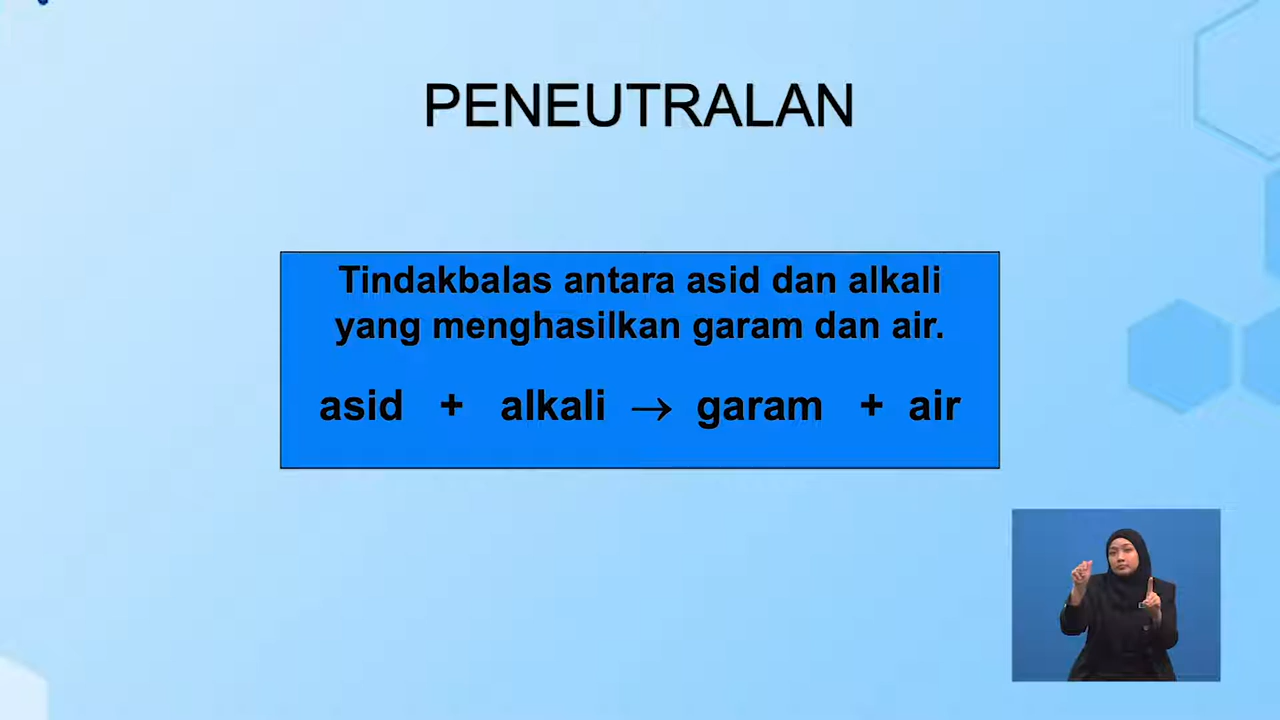 PENEUTRALAN
Tindakbalas antara asid dan alkali
yang menghasilkan garam dan air.
asid + alkali → garam + air